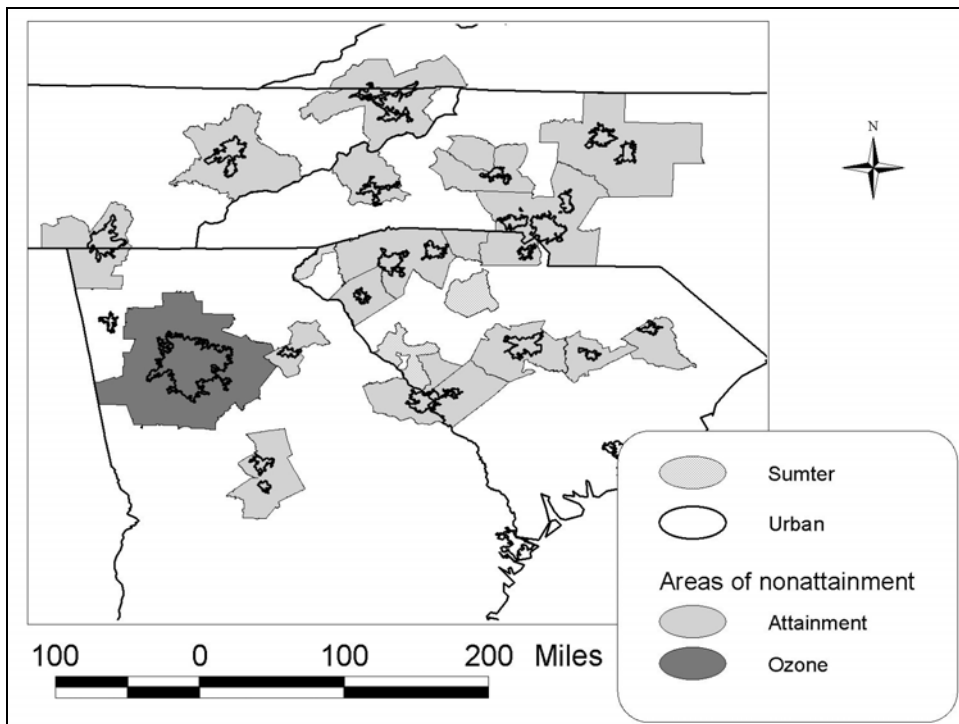 N
Sumter
Urban
Areas of nonattainment
Attainment
Ozone
100 0 100 200 Miles